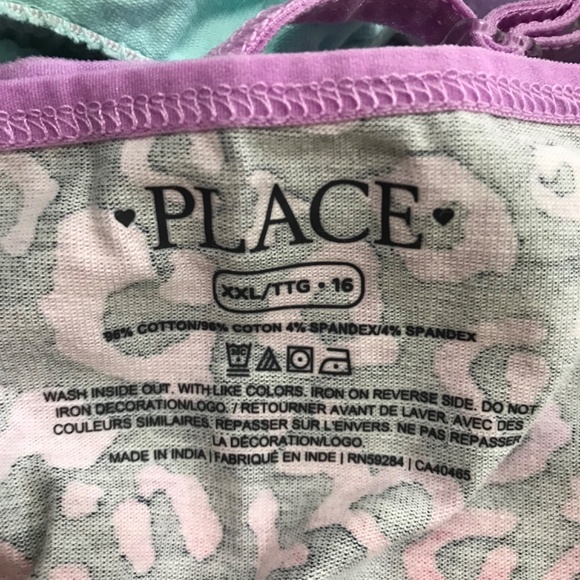 PLACE
XXL/TTG • 16
96% COTTON/96% COTON 4% SPANDEX/4% SPANDEX
WASH INSIDE OUT. WITH LIKE COLORS. IRON ON REVERSE SIDE. DO NOT
IRON DECORATION/LOGO. / RETOURNER AVANT DE LAVER. AVEC DES
COULEURS SIMILAIRES. REPASSER SUR L'ENVERS. NE PAS REPASSER
LA DÉCORATION/LOGO.
MADE IN INDIA | FABRIQUÉ EN INDE | RN59284 | CA40465